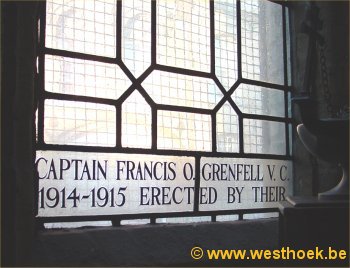 CAPTAIN FRANCIS O. GRENFELL V. C.
1914-1915 ERECTED BY THEIR
© www.westhoek.be